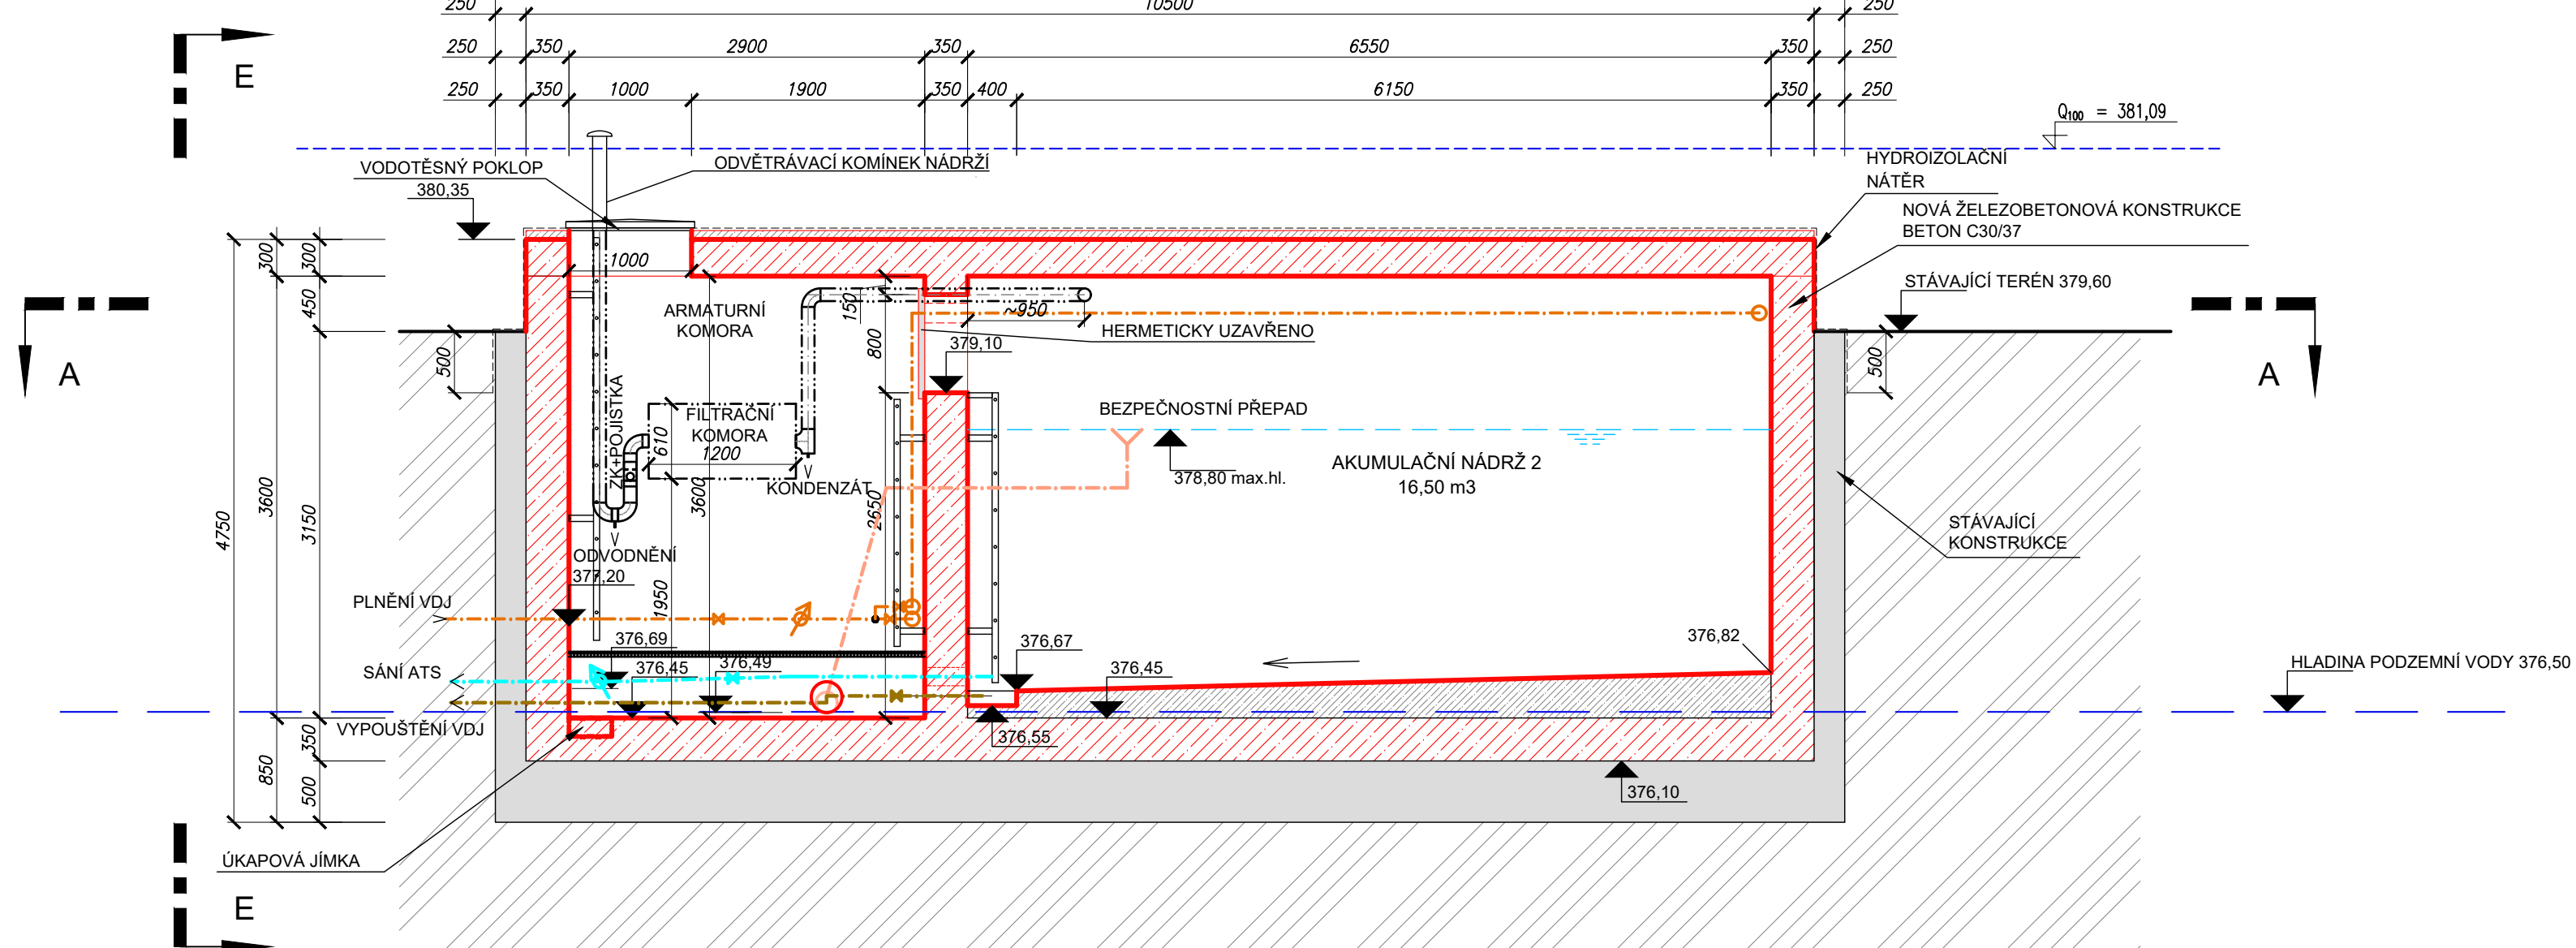 250 10500 250
250 350 2900 350 6550 350 250
250 350 1000 1900 350 400 6150 350 250
E
Q100 = 381,09
VODOTĚSNÝ POKLOP
ODVĚTRÁVACÍ KOMÍNEK NÁDRŽÍ
380,35
HYDROIZOLAČNÍ
NÁTĚR
NOVÁ ŽELEZOBETONOVÁ KONSTRUKCE
BETON C30/37
STÁVAJÍCÍ TERÉN 379,60
A
A
4750
300
3600
850
300
450
3150
350
500
500
500
1000
ARMATURNÍ
KOMORA
150
800
~950
HERMETICKY UZAVŘENO
379,10
ZK+POJISTKA
FILTRAČNÍ
KOMORA
610
1200
3600
KONDENZÁT
2650
BEZPEČNOSTNÍ PŘEPAD
378,80 max.hl.
AKUMULAČNÍ NÁDRŽ 2
16,50 m3
STÁVAJÍCÍ
KONSTRUKCE
ODVODNĚNÍ
377,20
1950
PLNĚNÍ VDJ
SÁNÍ ATS
VYPOUŠTĚNÍ VDJ
376,69
376,45
376,49
376,67
376,45
376,82
376,55
376,10
HLADINA PODZEMNÍ VODY 376,50
ÚKAPOVÁ JÍMKA
E